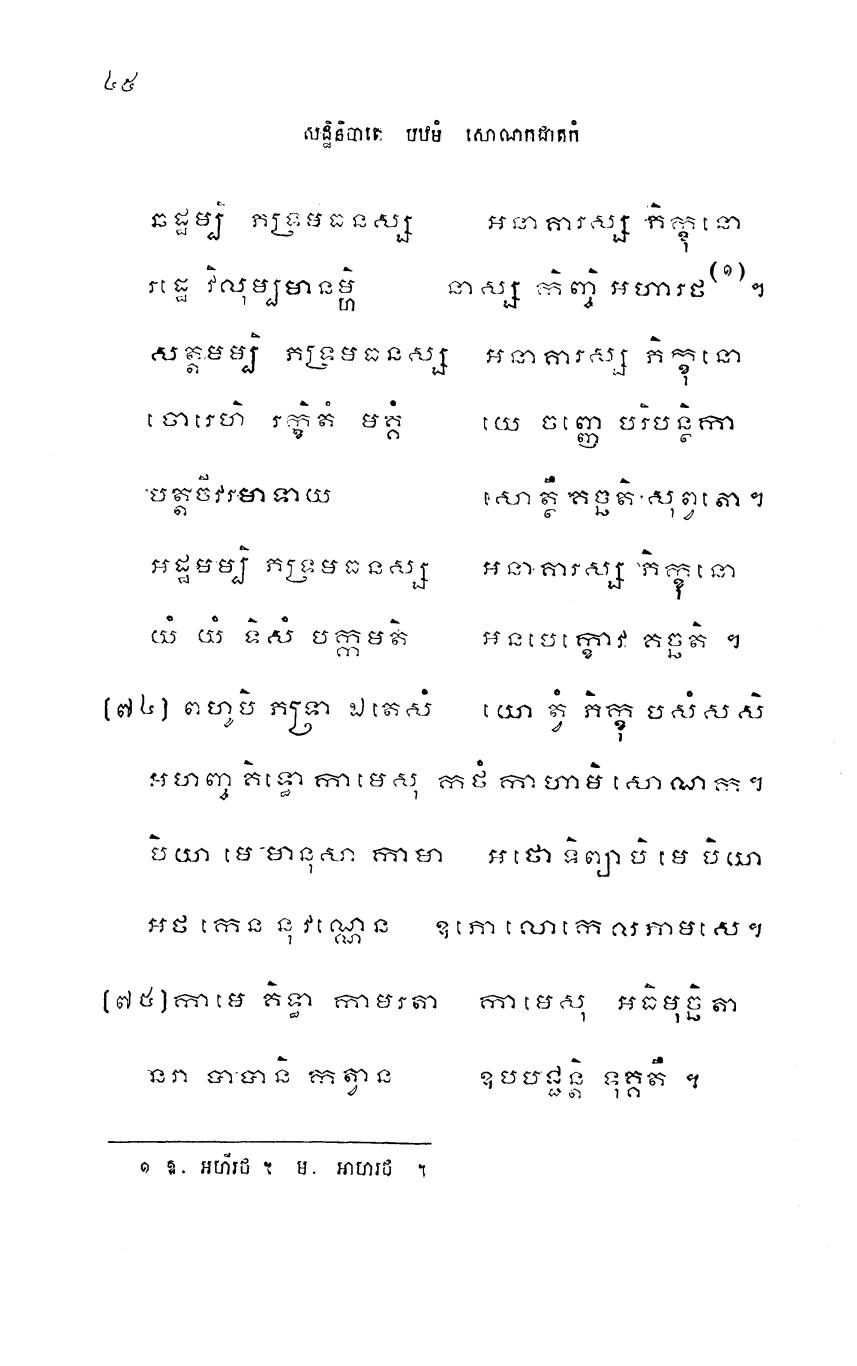 ៤៥
សដ្ឋិនិបាតេ បឋមំ សោណកជាតកំ
ឆដ្ឋម្បិ ភទ្រមធនស្ស អនាគារស្ស ភិក្ខុនោ
រដ្ឋេ វិលុម្បមានម្ហិ នាស្ស កិញ្ចិ អហារថ(១)។
សត្តមម្បិ ភទ្រមធនស្ស អនាគារស្ស ភិក្ខុនោ
ចោរេហិ រក្ខិតំ មគ្គំ យេ ចញ្ញេ បរិបន្ថិកា
បត្តចីវរមាទាយ សោត្ថឹ គច្ឆតិ សុព្វតោ។
អដ្ឋមម្បិ ភទ្រមធនស្ស អនាគារស្ស ភិក្ខុនោ
យំ យំ ទិសំ បក្កមតិ អនបេក្ខោវ គច្ឆតិ ។
(៧៤) ពហូបិ ភទ្រា ឯតេសំ យោ ត្វំ ភិក្ខុ បសំសសិ
អហញ្ច គិទ្ធោ កាមេសុ កថំ កាហាមិ សោណក។
បិយា មេ មានុសា កាមា អថោ ទិព្យាបិ មេ បិយា
អថ កេន នុ វណ្ណេន ឧភោ លោកេ លភាមសេ។
(៧៥) កាមេ គិទ្ធា កាមរតា កាមេសុ អធិមុច្ឆិតា
នរា បាបានិ កត្វាន ឧបបជ្ជន្តិ ទុគ្គតឹ ។
១ ឱ. អហីរថ ។ ម. អាហារថ ។